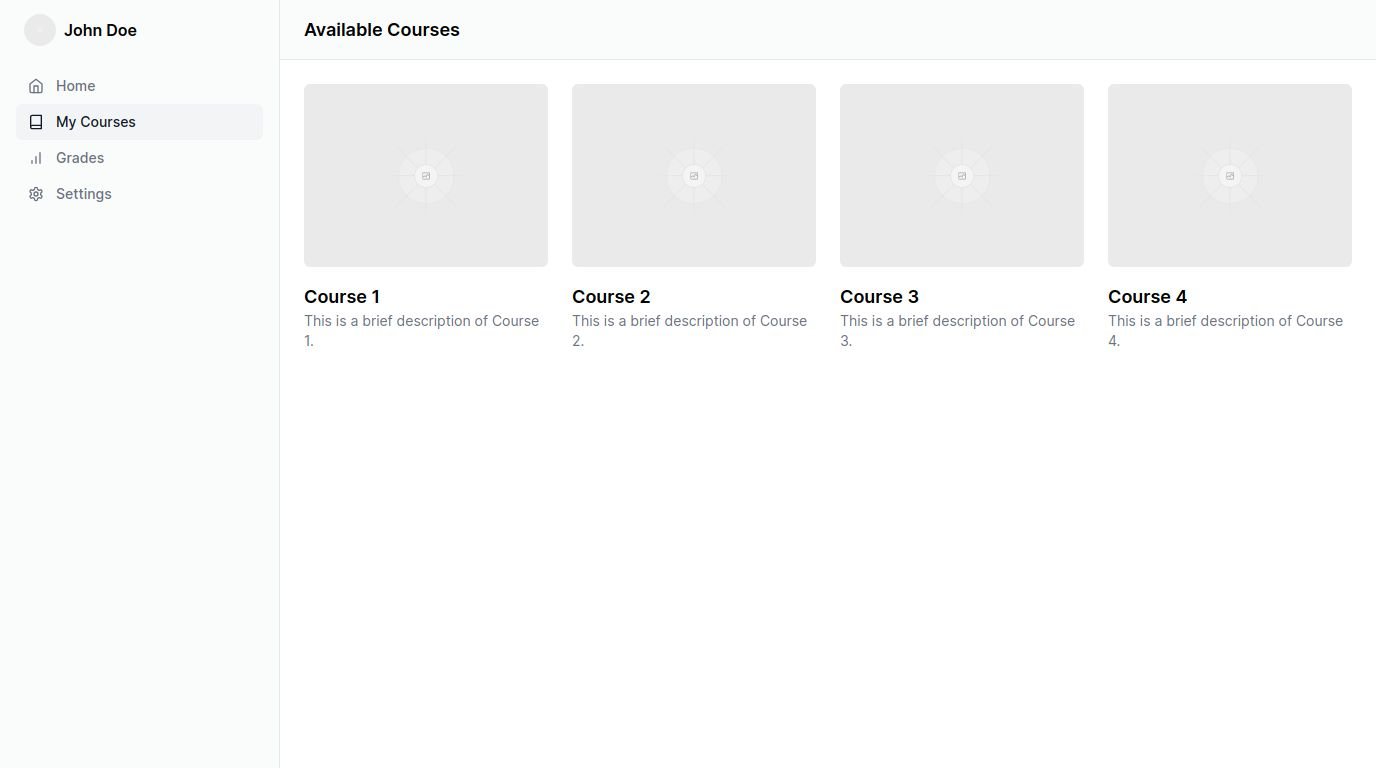 John Doe
Home
My Courses
Grades
Settings
Available Courses
Course 1
This is a brief description of Course
1.
Course 2
This is a brief description of Course
2.
Course 3
This is a brief description of Course
3.
Course 4
This is a brief description of Course
4.